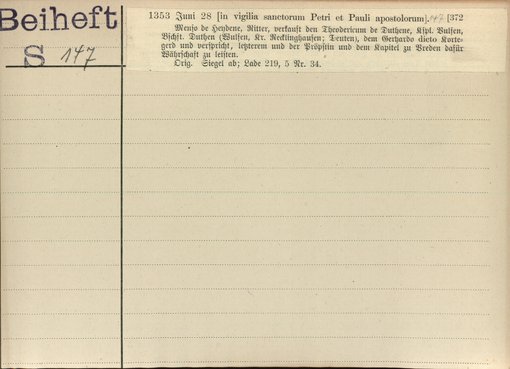 Beiheft
S 147
1353 Juni 28 [in vigilia sanctorum Petri et Pauli apostolorum]. 147. [372
Menso de Heydene, Ritter, verkauft den Theodericum de Duthene, Kspl. Wulfen,
Bschft. Duthen (Wulfen, Kr. Recklinghausen; Deuten), dem Gerhardo dicto Korte-
gerd und verspricht, letzterem und der Pröpstin und dem Kapitel zu Vreden dafür
Währschaft zu leisten.
Orig. Siegel ab; Lade 219, 5 Nr. 34.